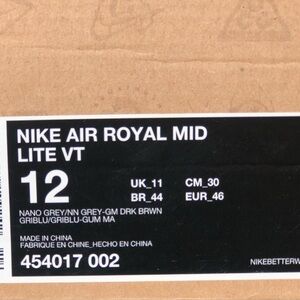 NIKE AIR ROYAL MID
LITE VT
12 UK_11 CM_30
BR_44 EUR_46
NANO GREY/NN GREY-GM DRK BRWN
GRIBLU/GRIBLU-GUM MA
MADE IN CHINA
FABRIQUE EN CHINE_HECHO EN CHINA
454017 002 NIKEBETTERW